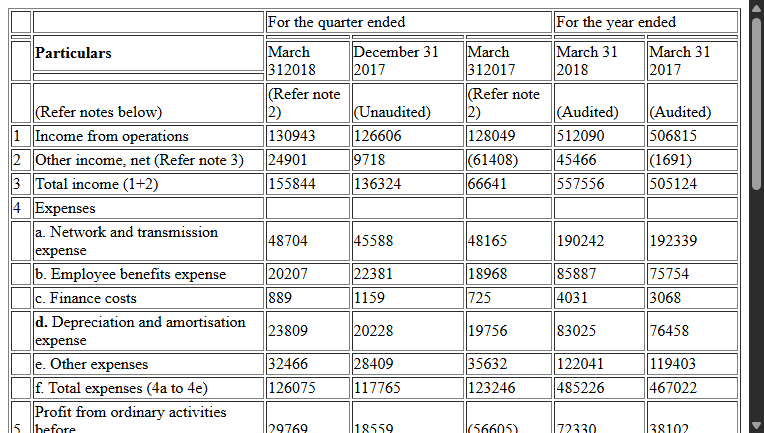 For the quarter ended For the year ended
Particulars March 312018 December 31 2017 March 312017 March 31 2018 March 31 2017
(Refer notes below) (Refer note 2) (Unaudited) (Refer note 2) (Audited) (Audited)
1 Income from operations 130943 126606 128049 512090 506815
2 Other income, net (Refer note 3) 24901 9718 (61408) 45466 (1691)
3 Total income (1+2) 155844 136324 66641 557556 505124
4 Expenses
a. Network and transmission expense 48704 45588 48165 190242 192339
b. Employee benefits expense 20207 22381 18968 85887 75754
c. Finance costs 889 1159 725 4031 3068
d. Depreciation and amortisation expense 23809 20228 19756 83025 76458
e. Other expenses 32466 28409 35632 122041 119403
f. Total expenses (4a to 4e) 126075 117765 123246 485226 467022
5 Profit from ordinary activities before 29769 18559 (56605) 72330 38102